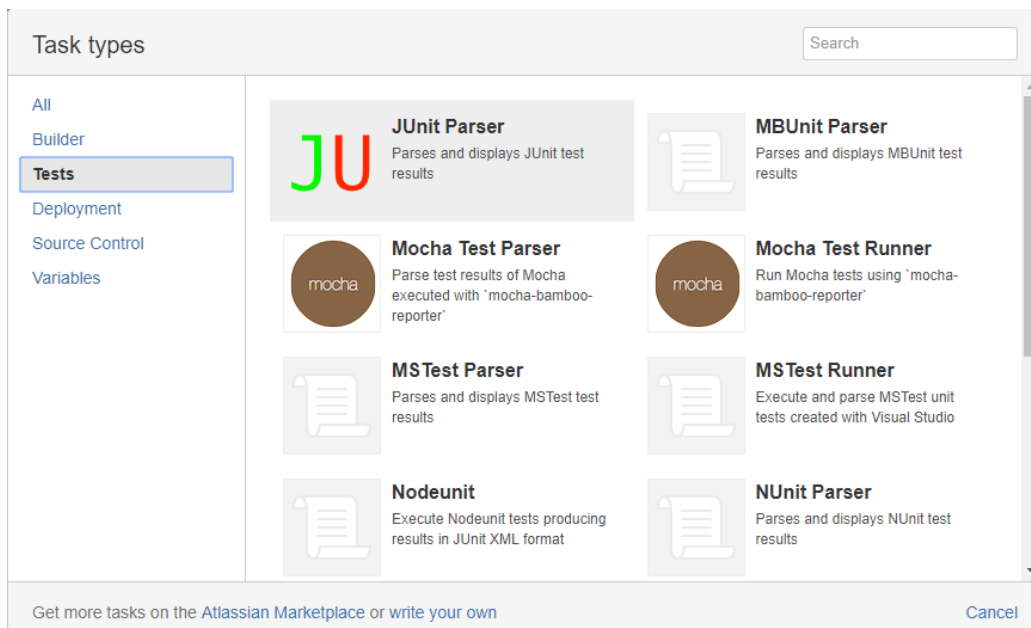 Task types
Search
All
Builder
Tests
Deployment
Source Control
Variables
JU
JUnit Parser
Parses and displays JUnit test
results
MBUnit Parser
Parses and displays MBUnit test
results
mocha
Mocha Test Parser
Parse test results of Mocha
executed with `mocha-bamboo-
reporter`
mocha
Mocha Test Runner
Run Mocha tests using `mocha-
bamboo-reporter`
MSTest Parser
Parses and displays MSTest test
results
MSTest Runner
Execute and parse MSTest unit
tests created with Visual Studio
Nodeunit
Execute Nodeunit tests producing
results in JUnit XML format
NUnit Parser
Parses and displays NUnit test
results
Get more tasks on the Atlassian Marketplace or write your own
Cancel